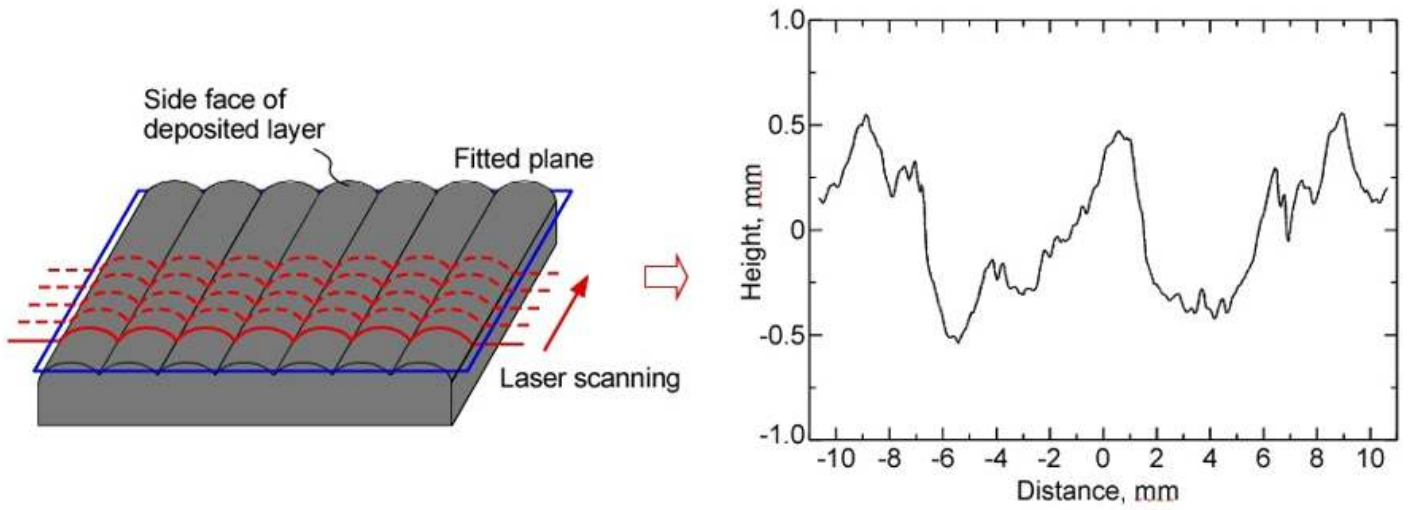 Side face of
deposited layer
Fitted plane
Laser scanning
1.0
0.5
0
-0.5
-1.0
Height, mm
-10 -8 -6 -4 -2 0 2 4 6 8 10
Distance, mm